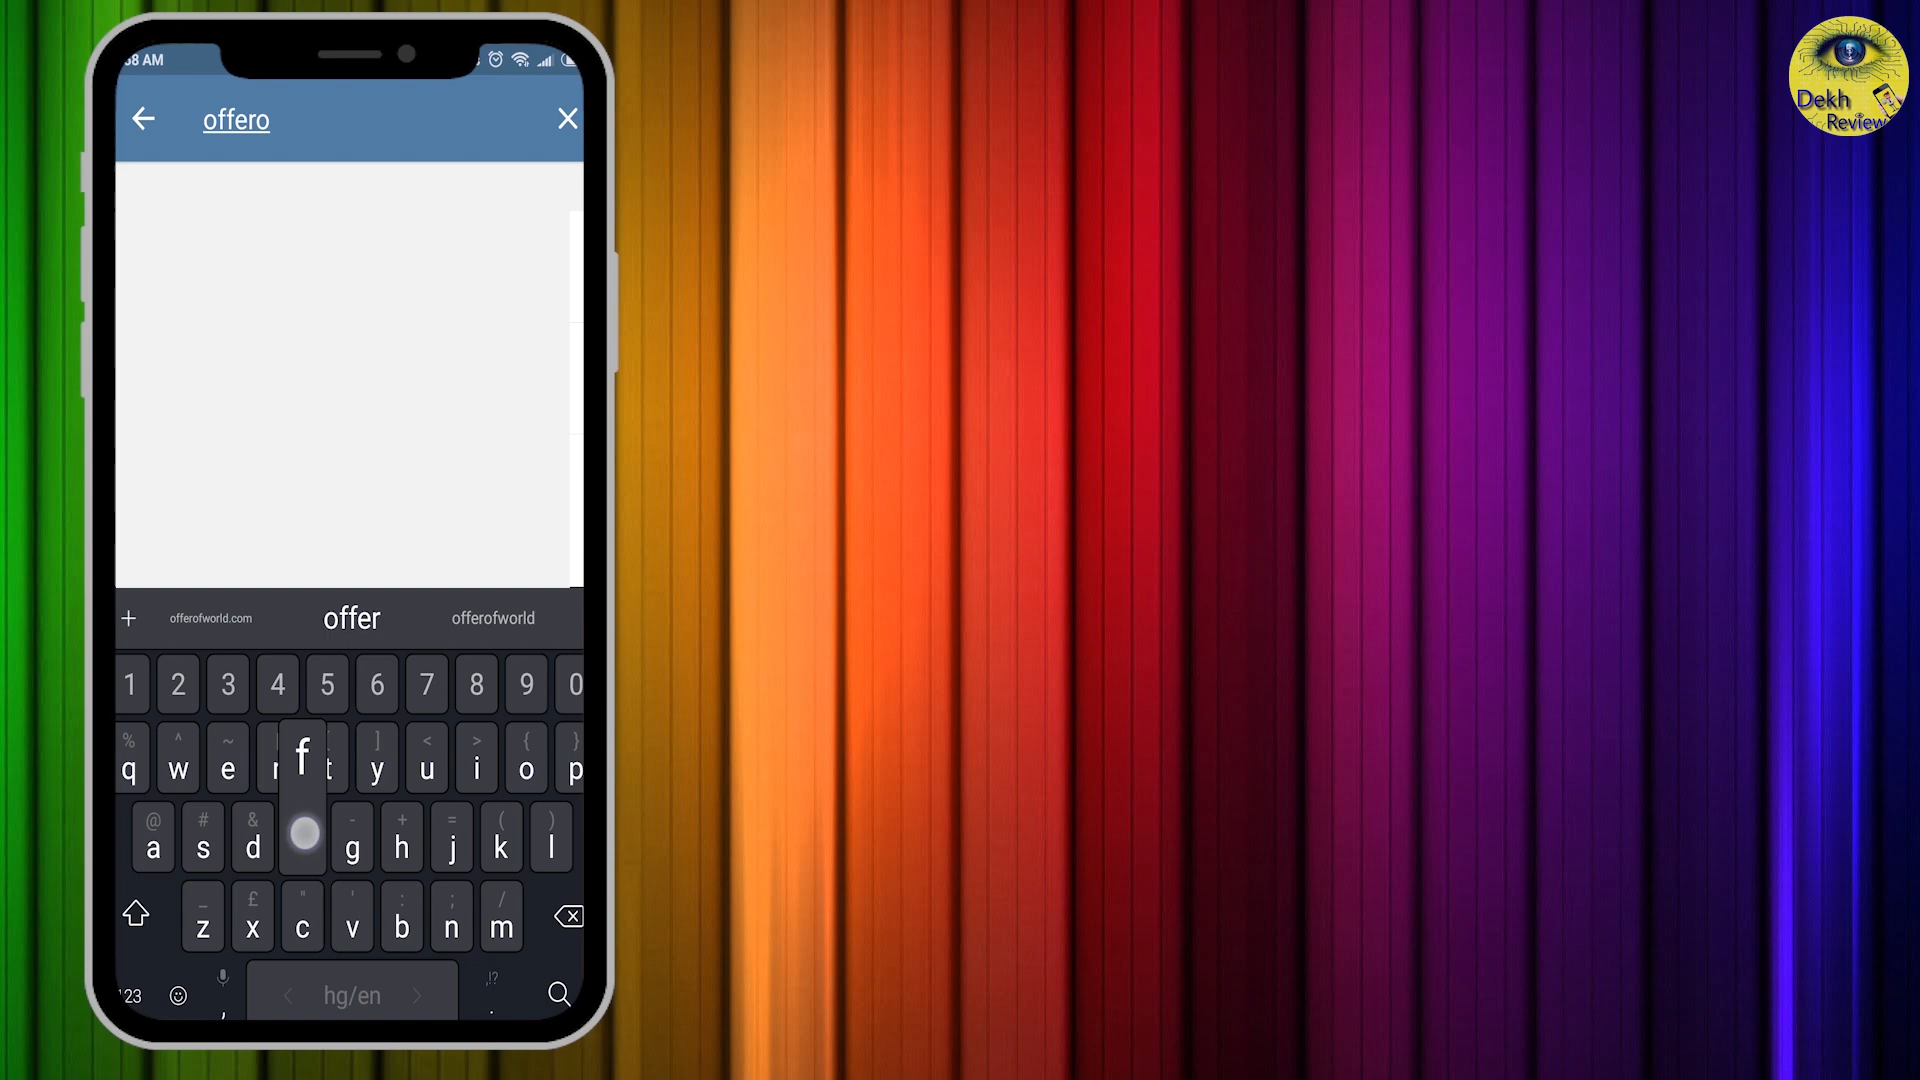 58 AM
offero
Dekh
Review
+ offerofworld.com offer offerofworld
1 2 3 4 5 6 7 8 9 0
% ^ ~ [ ] < > { }
q w e r f t y u i o p
@ # & - + = ( )
a s d g h j k l
_ £ " ' : ; /
z x c v b n m
123 , hg/en ,!? .